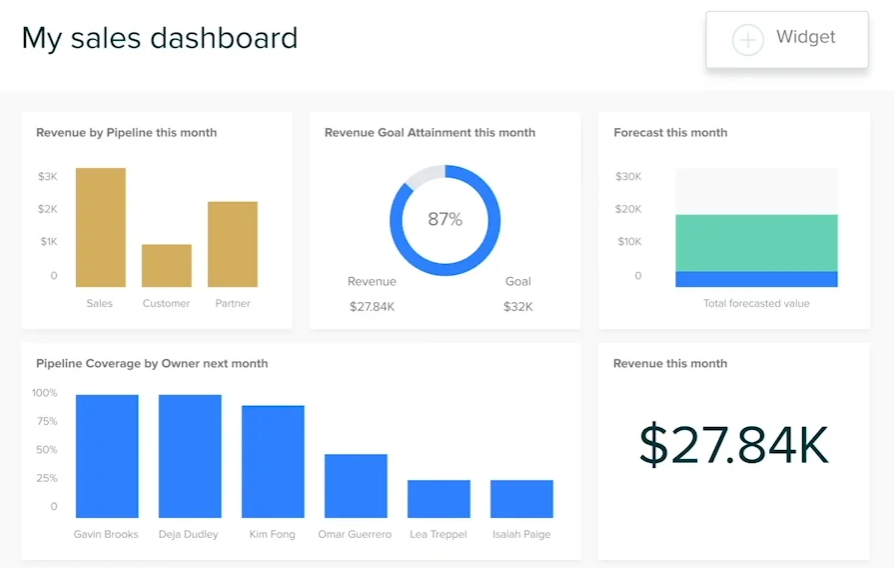 My sales dashboard
Widget
Revenue by Pipeline this month
$3K
$2K
$1K
0
Sales Customer Partner
Revenue Goal Attainment this month
87%
Revenue Goal
$27.84K $32K
Forecast this month
$30K
$20K
$10K
0
Total forecasted value
Pipeline Coverage by Owner next month
100%
75%
50%
25%
0
Gavin Brooks Deja Dudley Kim Fong Omar Guerrero Lea Treppel Isaiah Paige
Revenue this month
$27.84K